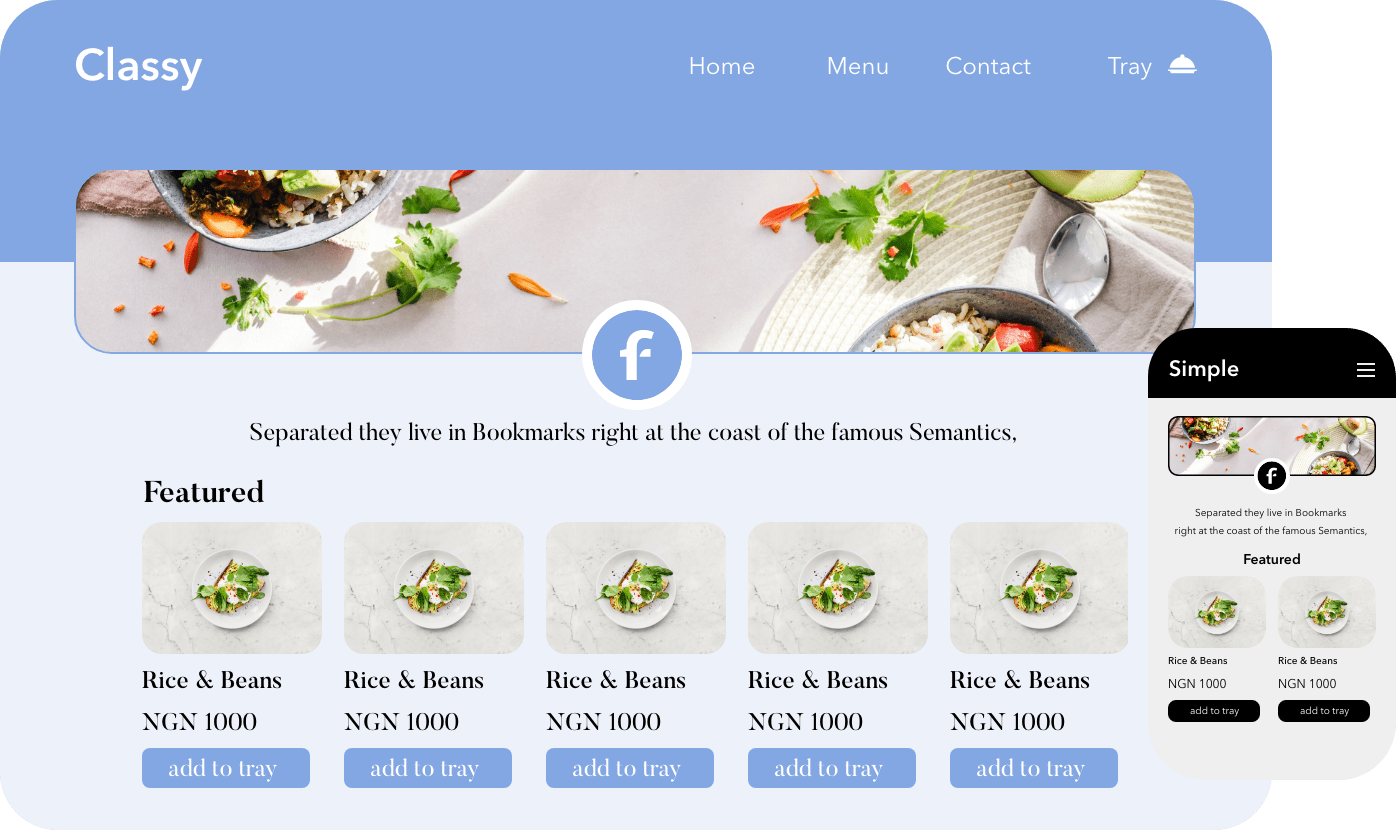 Classy
Home Menu Contact Tray
f
Separated they live in Bookmarks right at the coast of the famous Semantics,
Featured
Rice & Beans Rice & Beans Rice & Beans Rice & Beans Rice & Beans
NGN 1000 NGN 1000 NGN 1000 NGN 1000 NGN 1000
add to tray add to tray add to tray add to tray add to tray
Simple
f
Separated they live in Bookmarks
right at the coast of the famous Semantics,
Featured
Rice & Beans Rice & Beans
NGN 1000 NGN 1000
add to tray add to tray